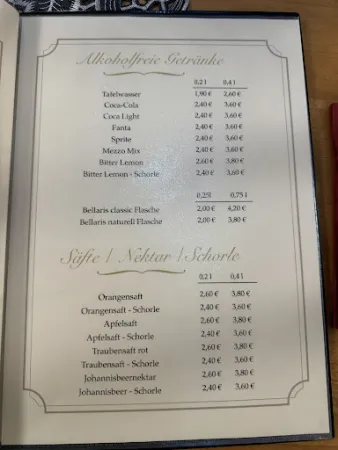 Alkoholfreie Getränke
0,2 l 0,4 l
Tafelwasser 1,90 € 2,60 €
Coca-Cola 2,40 € 3,60 €
Coca Light 2,40 € 3,60 €
Fanta 2,40 € 3,60 €
Sprite 2,40 € 3,60 €
Mezzo Mix 2,40 € 3,60 €
Bitter Lemon 2,60 € 3,80 €
Bitter Lemon - Schorle 2,40 € 3,60 €
0,25l 0,75 l
Bellaris classic Flasche 2,00 € 4,20 €
Bellaris naturell Flasche 2,00 € 3,80 €
Säfte / Nektar / Schorle
0,2 l 0,4 l
Orangensaft 2,60 € 3,80 €
Orangensaft - Schorle 2,40 € 3,60 €
Apfelsaft 2,60 € 3,80 €
Apfelsaft - Schorle 2,40 € 3,60 €
Traubensaft rot 2,60 € 3,80 €
Traubensaft - Schorle 2,40 € 3,60 €
Johannisbeernektar 2,60 € 3,80 €
Johannisbeer - Schorle 2,40 € 3,60 €